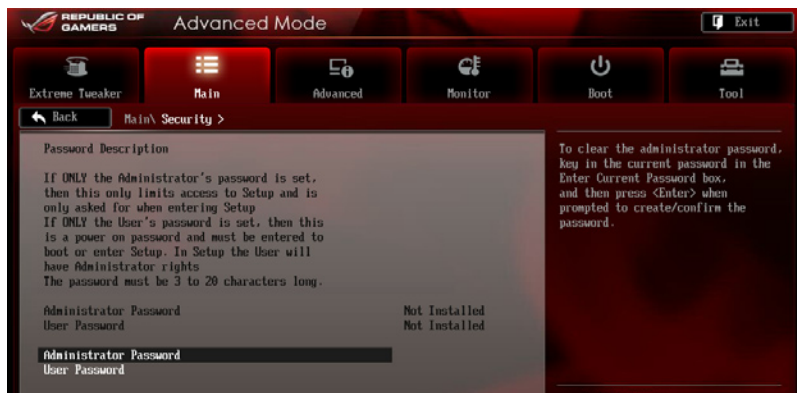 REPUBLIC OF
GAMERS
Advanced Mode
Exit
Extreme Tweaker
Main
Advanced
Monitor
Boot
Tool
Back
Main\ Security >
Password Description
If ONLY the Administrator's password is set,
then this only limits access to Setup and is
only asked for when entering Setup
If ONLY the User's password is set, then this
is a power on password and must be entered to
boot or enter Setup. In Setup the User will
have Administrator rights
The password must be 3 to 20 characters long.
Administrator Password Not Installed
User Password Not Installed
Administrator Password
User Password
To clear the administrator password,
key in the current password in the
Enter Current Password box,
and then press <Enter> when
prompted to create/confirm the
password.